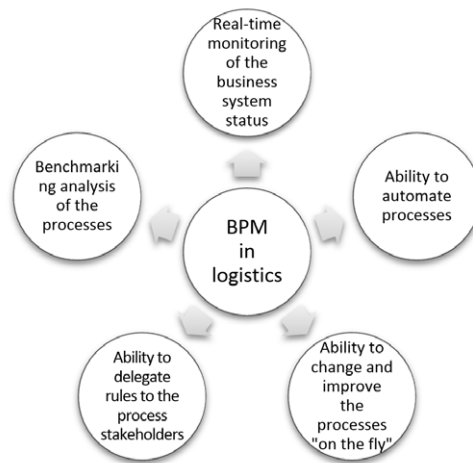 Real-time
monitoring
of the
business
system
status
Benchmarki
ng analysis
of the
processes
Ability to
automate
processes
BPM
in
logistics
Ability to
delegate
rules to the
process
stakeholders
Ability to
change and
improve
the
processes
"on the fly"